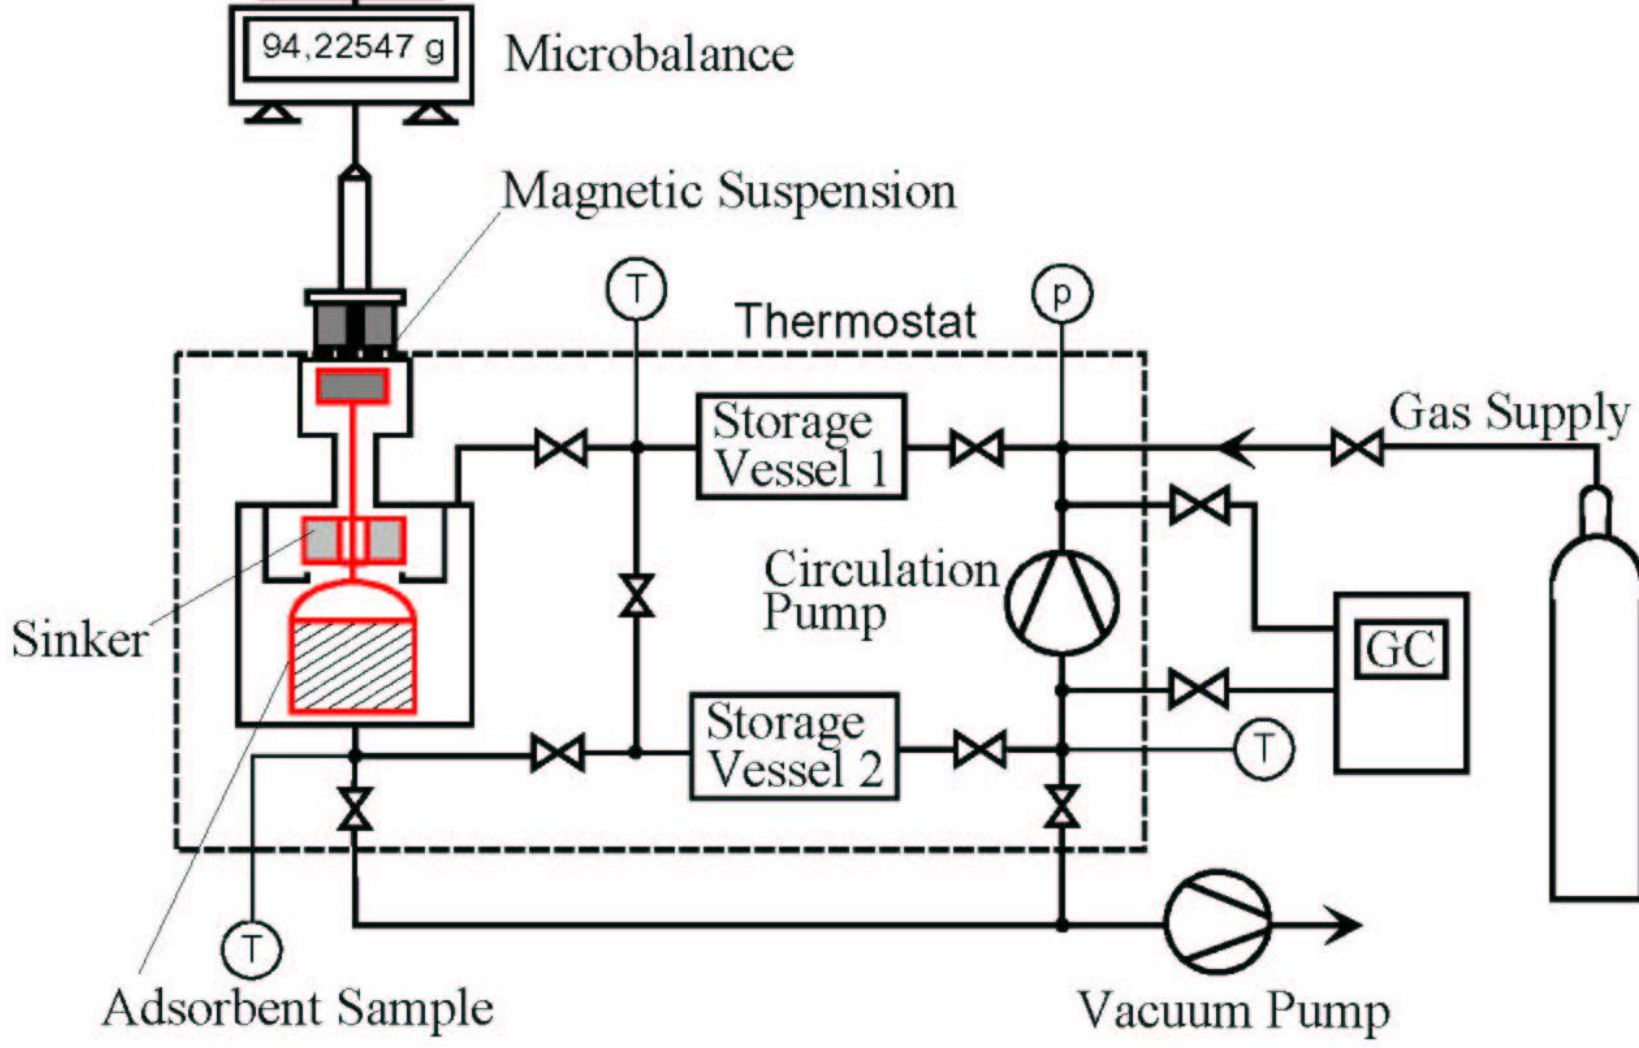 94,22547 g
Microbalance
Magnetic Suspension
T
p
Thermostat
Storage
Vessel 1
Gas Supply
Circulation
Pump
Sinker
GC
Storage
Vessel 2
T
T
Adsorbent Sample
Vacuum Pump